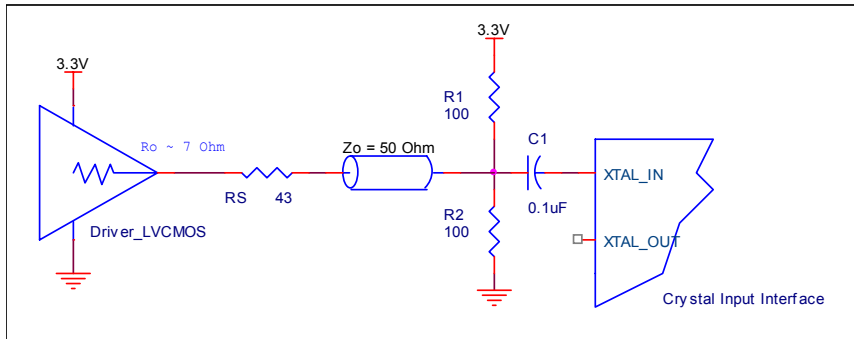 3.3V
3.3V
R1
100
Ro ~ 7 Ohm
Zo = 50 Ohm
C1
XTAL_IN
RS 43
0.1uF
R2
100
Driver_LVCMOS
XTAL_OUT
Crystal Input Interface